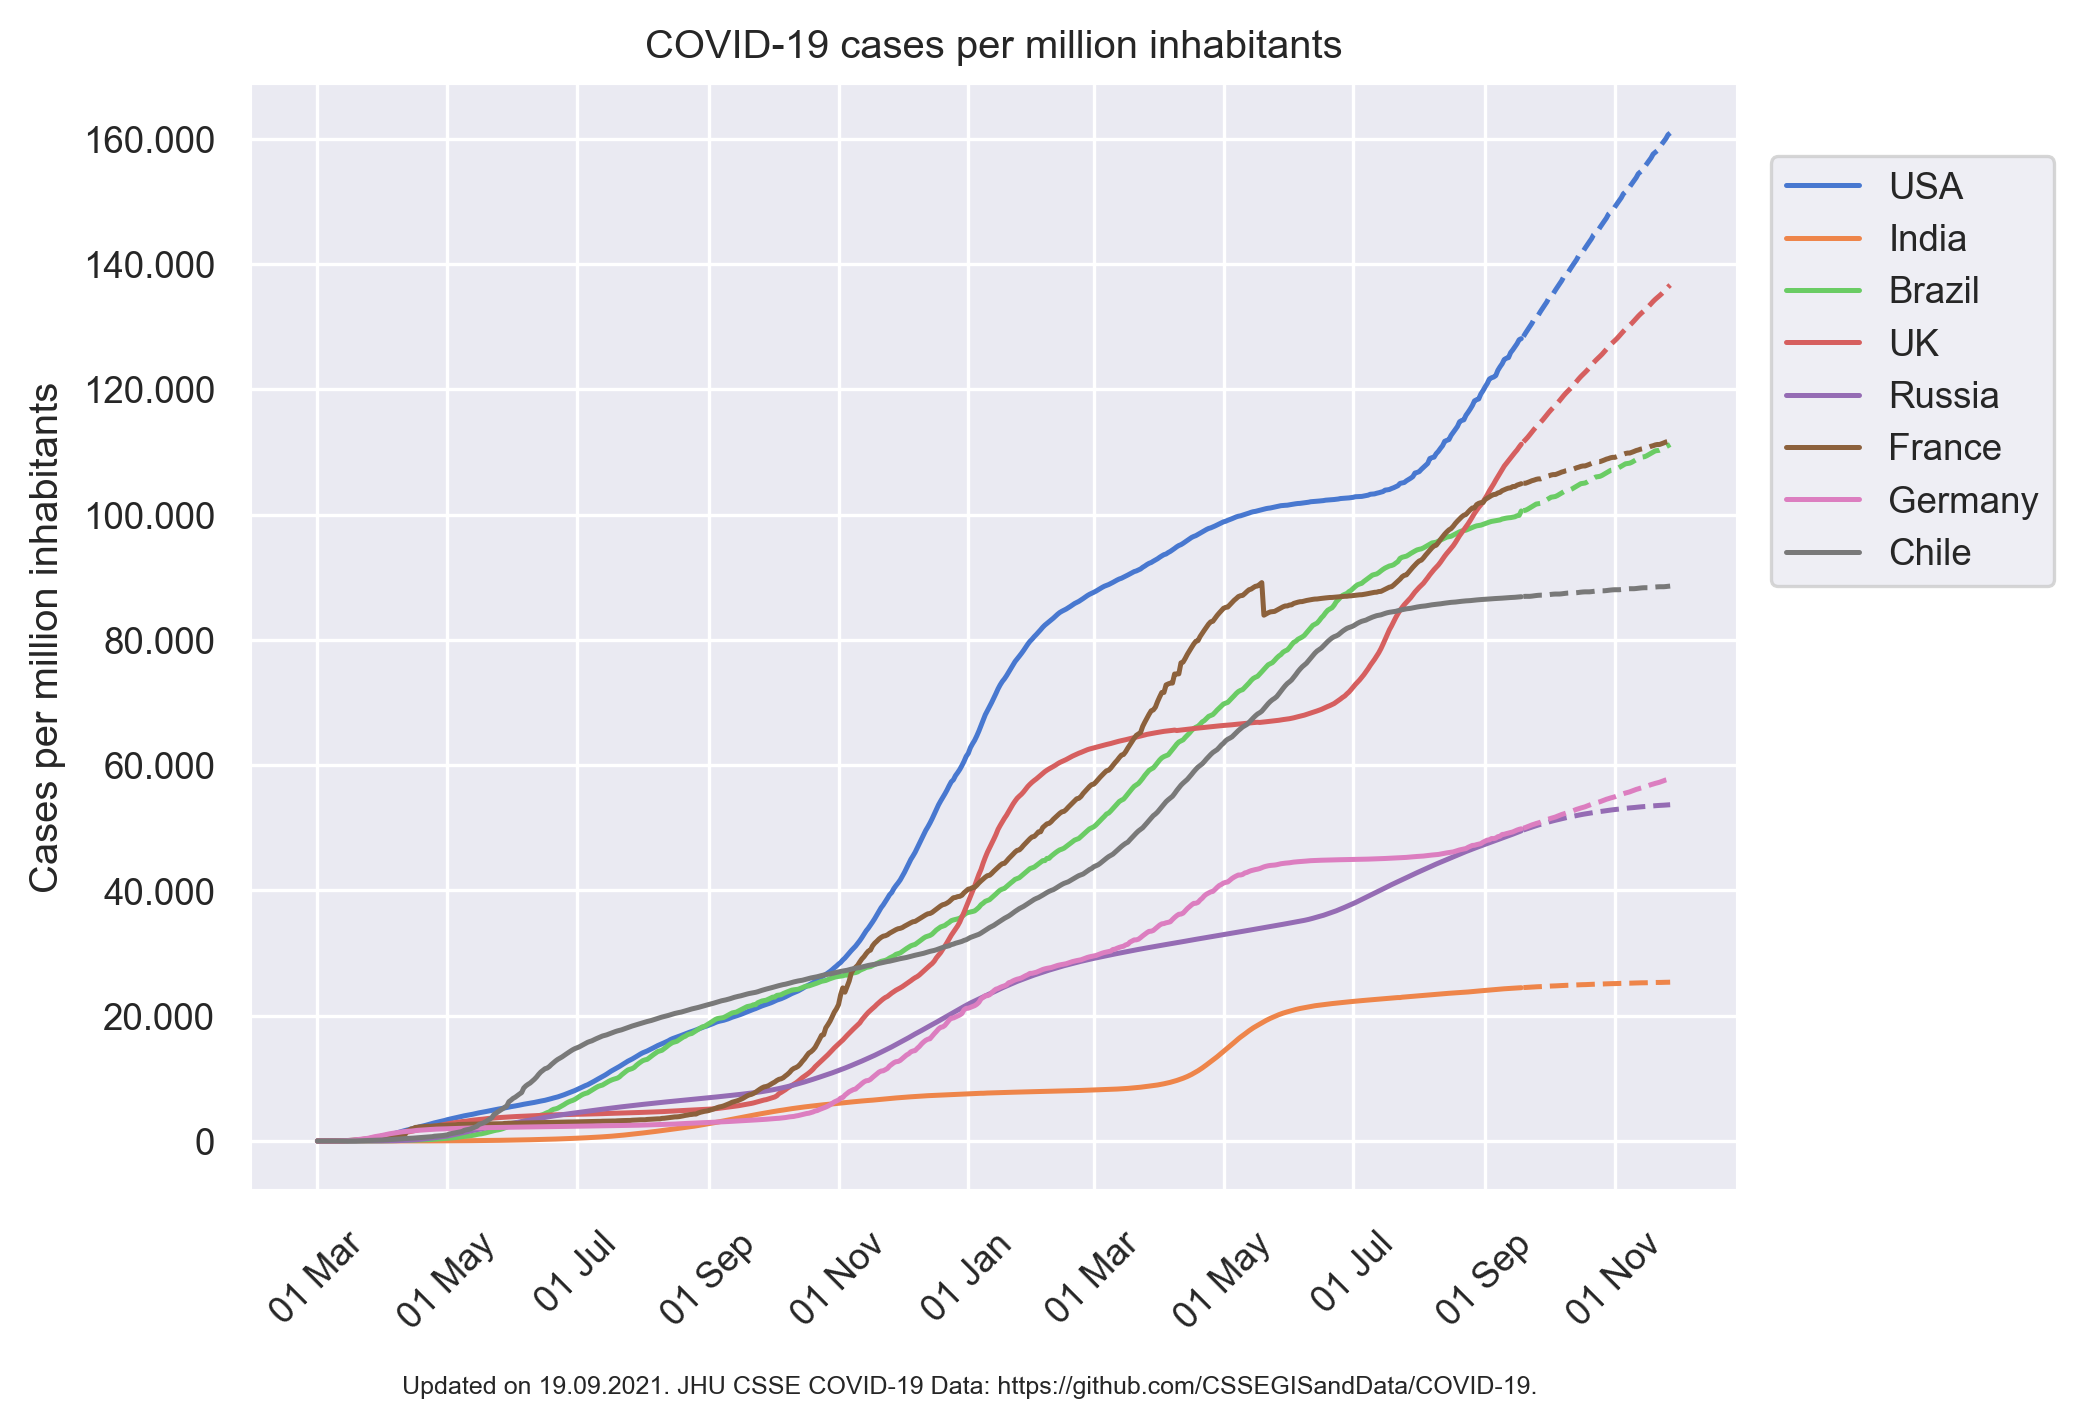 COVID-19 cases per million inhabitants
Cases per million inhabitants
160.000
140.000
120.000
100.000
80.000
60.000
40.000
20.000
0
01 Mar
01 May
01 Jul
01 Sep
01 Nov
01 Jan
01 Mar
01 May
01 Jul
01 Sep
01 Nov
USA
India
Brazil
UK
Russia
France
Germany
Chile
Updated on 19.09.2021. JHU CSSE COVID-19 Data: https://github.com/CSSEGISandData/COVID-19.